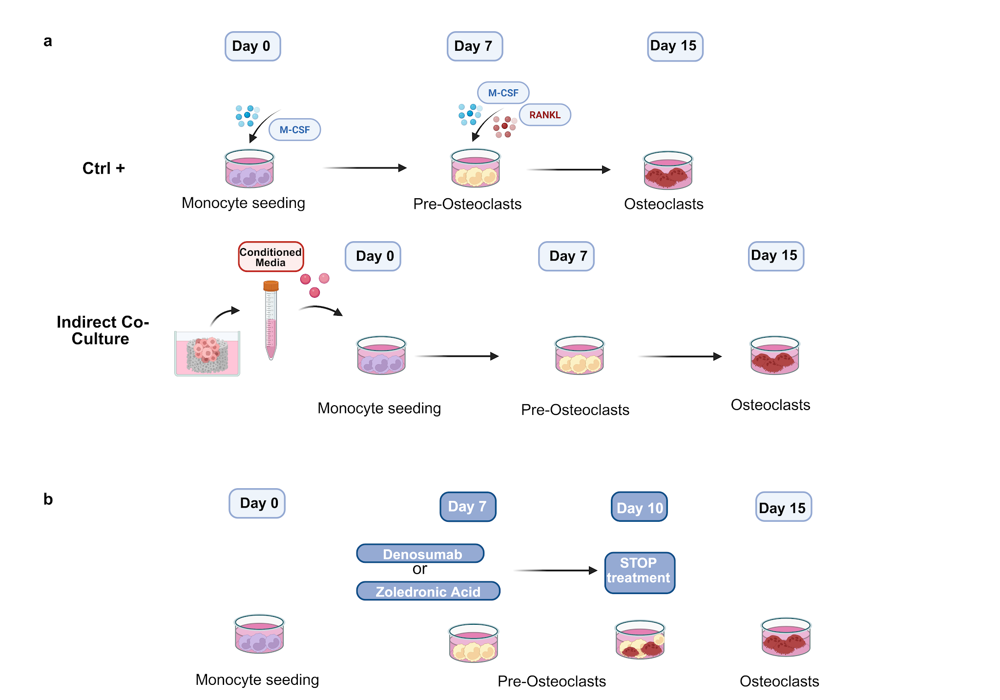 a
Day 0
Day 7
Day 15
M-CSF
RANKL
M-CSF
Ctrl +
Monocyte seeding
Pre-Osteoclasts
Osteoclasts
Conditioned
Media
Day 0
Day 7
Day 15
Indirect Co-
Culture
Monocyte seeding
Pre-Osteoclasts
Osteoclasts
b
Day 0
Day 7
Day 10
Day 15
Denosumab
or
Zoledronic Acid
STOP
treatment
Monocyte seeding
Pre-Osteoclasts
Osteoclasts